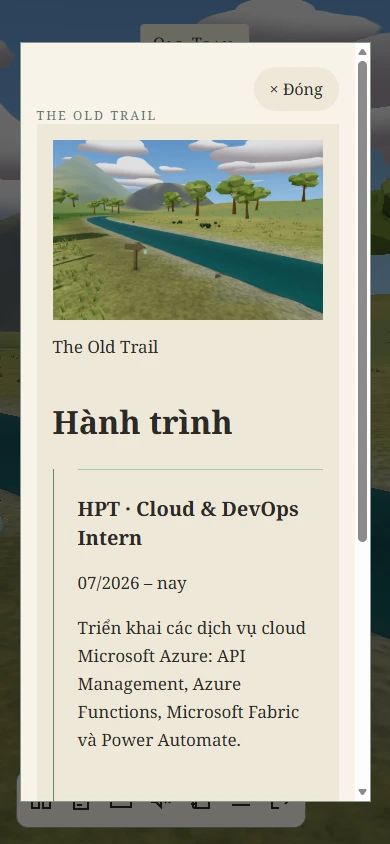 × Đóng
THE OLD TRAIL
The Old Trail
Hành trình
HPT · Cloud & DevOps
Intern
07/2026 – nay
Triển khai các dịch vụ cloud
Microsoft Azure: API
Management, Azure
Functions, Microsoft Fabric
và Power Automate.